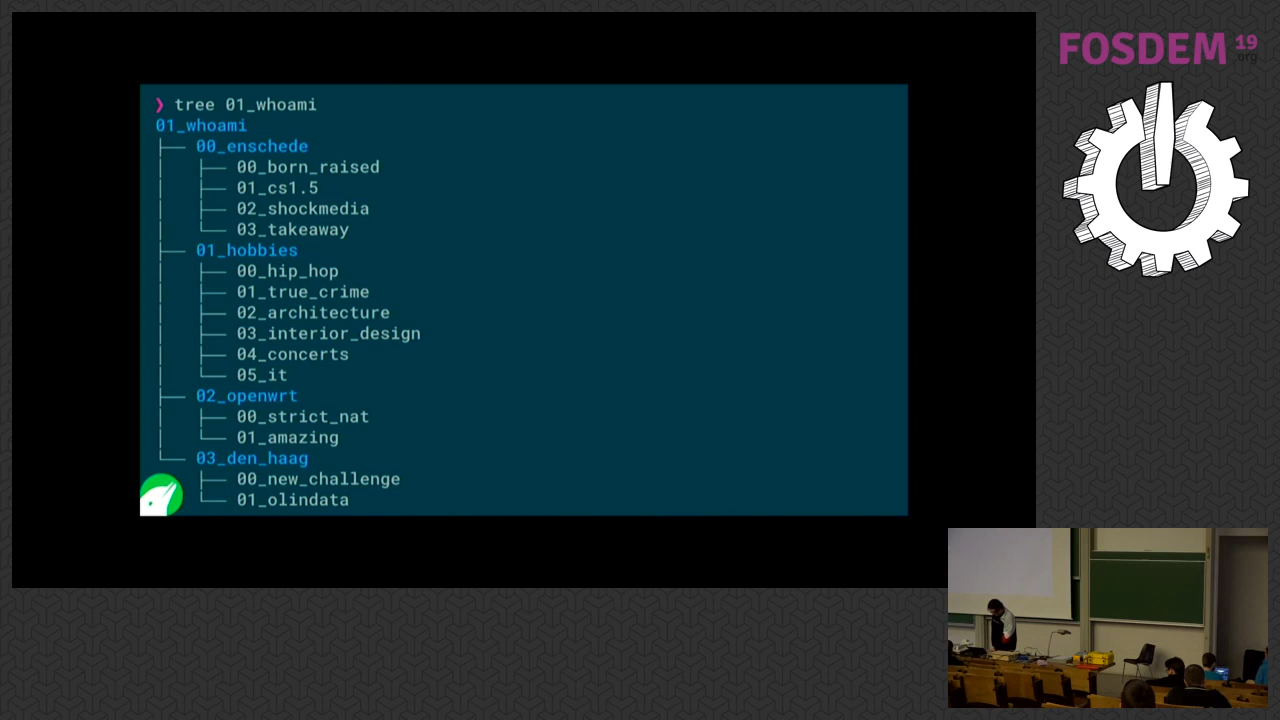 ❯ tree 01_whoami
01_whoami
├── 00_enschede
│   ├── 00_born_raised
│   ├── 01_cs1.5
│   ├── 02_shockmedia
│   └── 03_takeaway
├── 01_hobbies
│   ├── 00_hip_hop
│   ├── 01_true_crime
│   ├── 02_architecture
│   ├── 03_interior_design
│   ├── 04_concerts
│   └── 05_it
├── 02_openwrt
│   ├── 00_strict_nat
│   └── 01_amazing
└── 03_den_haag
    ├── 00_new_challenge
    └── 01_olindata
FOSDEM 19
.org